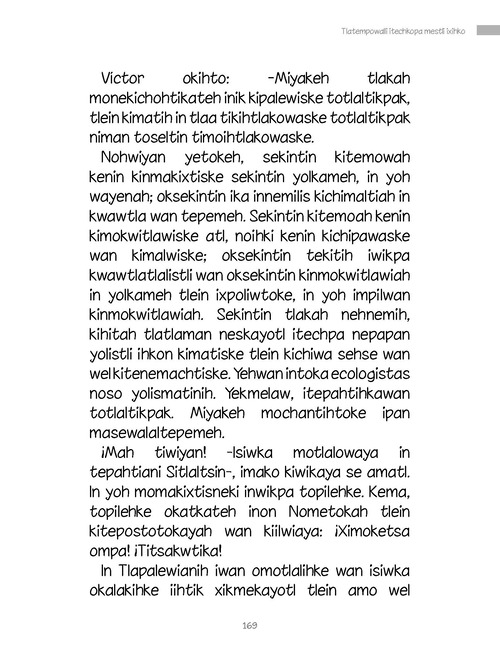 Tlatempowalli itechkopa mestli ixihko
Víctor okihto: -Miyakeh tlakah
monekichohtikateh inik kipalewiske totlaltikpak,
tlein kimatih in tlaa tikihtlakowaske totlaltikpak
niman toseltin timoihtlakowaske.
Nohwiyan yetokeh, sekintin kitemowah
kenin kinmakixtiske sekintin yolkameh, in yoh
wayenah; oksekintin ika innemilis kichimaltiah in
kwawtla wan tepemeh. Sekintin kitemoah kenin
kimokwitlawiske atl, noihki kenin kichipawaske
wan kimalwiske; oksekintin tekitih iwikpa
kwawtlatlalistli wan oksekintin kinmokwitlawiah
in yolkameh tlein ixpoliwtoke, in yoh impilwan
kinmokwitlawiah. Sekintin tlakah nehnemih,
kihitah tlatlaman neskayotl itechpa nepapan
yolistli ihkon kimatiske tlein kichiwa sehse wan
wel kitenemachtiske. Yehwan intoka ecologistas
noso yolismatinih. Yekmelaw, itepahtihkawan
totlaltikpak. Miyakeh mochantihtoke ipan
masewalaltepemeh.
¡Mah tiwiyan! -Isiwka motlalowaya in
tepahtiani Sitlaltsin-, imako kiwikaya se amatl.
In yoh momakixtisneki inwikpa topilehke. Kema,
topilehke okatkateh inon Nometokah tlein
kitepostotokayah wan kiilwiaya: ¡Ximoketsa
ompa! ¡Titsakwtika!
In Tlapalewianih iwan omotlalihke wan isiwka
okalakihke iihtik xikmekayotl tlein amo wel
169